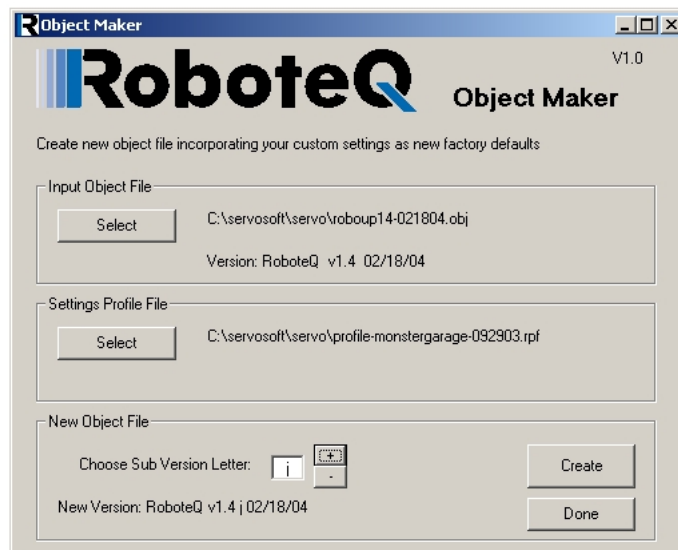 Object Maker
RoboteQ
V1.0
Object Maker
Create new object file incorporating your custom settings as new factory defaults
Input Object File
Select
C:\servosoft\servo\roboup14-021804.obj
Version: RoboteQ v1.4 02/18/04
Settings Profile File
Select
C:\servosoft\servo\profile-monstergarage-092903.rpf
New Object File
Choose Sub Version Letter:
j
+
-
Create
New Version: RoboteQ v1.4 j 02/18/04
Done